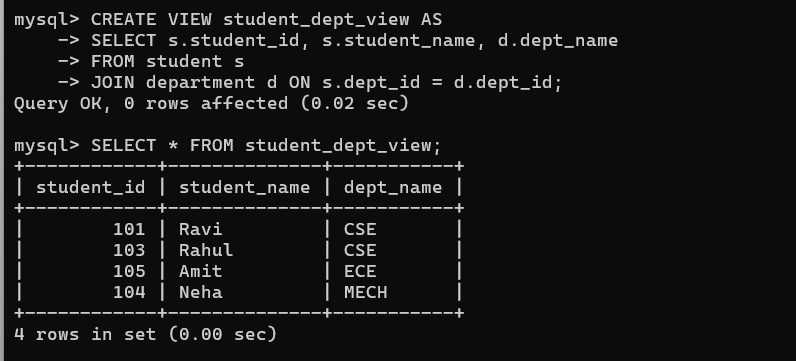 mysql> CREATE VIEW student_dept_view AS
    -> SELECT s.student_id, s.student_name, d.dept_name
    -> FROM student s
    -> JOIN department d ON s.dept_id = d.dept_id;
Query OK, 0 rows affected (0.02 sec)

mysql> SELECT * FROM student_dept_view;
+------------+--------------+-----------+
| student_id | student_name | dept_name |
+------------+--------------+-----------+
|        101 | Ravi         | CSE       |
|        103 | Rahul        | CSE       |
|        105 | Amit         | ECE       |
|        104 | Neha         | MECH      |
+------------+--------------+-----------+
4 rows in set (0.00 sec)